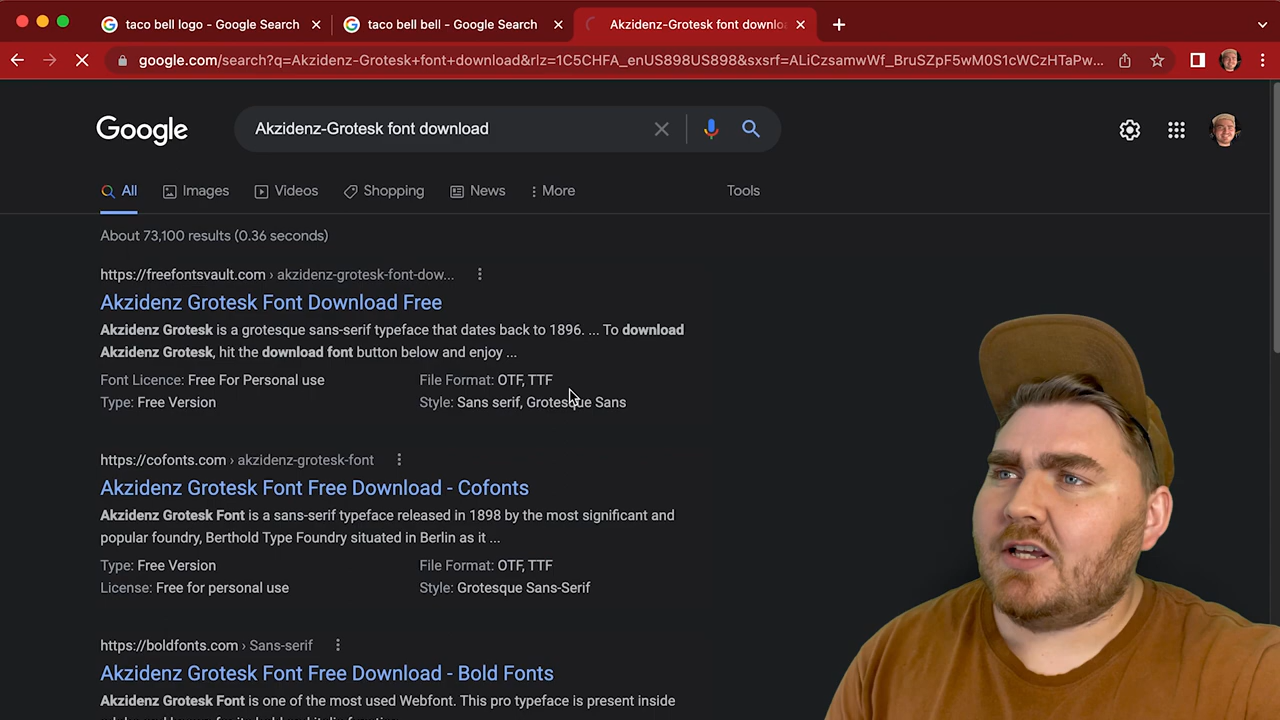 taco bell logo - Google Search
taco bell bell - Google Search
Akzidenz-Grotesk font downlo
google.com/search?q=Akzidenz-Grotesk+font+download&rlz=1C5CHFA_enUS898US898&sxsrf=ALiCzsamwWf_BruSZpF5wM0S1cWCzHTaPw...
Google
Akzidenz-Grotesk font download
All
Images
Videos
Shopping
News
More
Tools
About 73,100 results (0.36 seconds)
https://freefontsvault.com › akzidenz-grotesk-font-dow...
Akzidenz Grotesk Font Download Free
Akzidenz Grotesk is a grotesque sans-serif typeface that dates back to 1896. ... To download
Akzidenz Grotesk, hit the download font button below and enjoy ...
Font Licence: Free For Personal use
File Format: OTF, TTF
Type: Free Version
Style: Sans serif, Grotesque Sans
https://cofonts.com › akzidenz-grotesk-font
Akzidenz Grotesk Font Free Download - Cofonts
Akzidenz Grotesk Font is a sans-serif typeface released in 1898 by the most significant and
popular foundry, Berthold Type Foundry situated in Berlin as it ...
Type: Free Version
File Format: OTF, TTF
License: Free for personal use
Style: Grotesque Sans-Serif
https://boldfonts.com › Sans-serif
Akzidenz Grotesk Font Free Download - Bold Fonts
Akzidenz Grotesk Font is one of the most used Webfont. This pro typeface is present inside